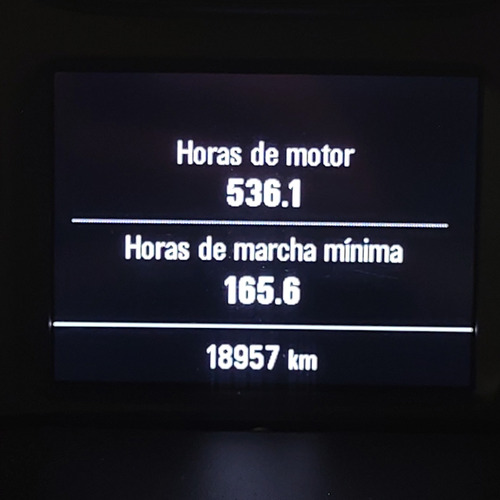 Horas de motor
536.1
Horas de marcha mínima
165.6
18957 km